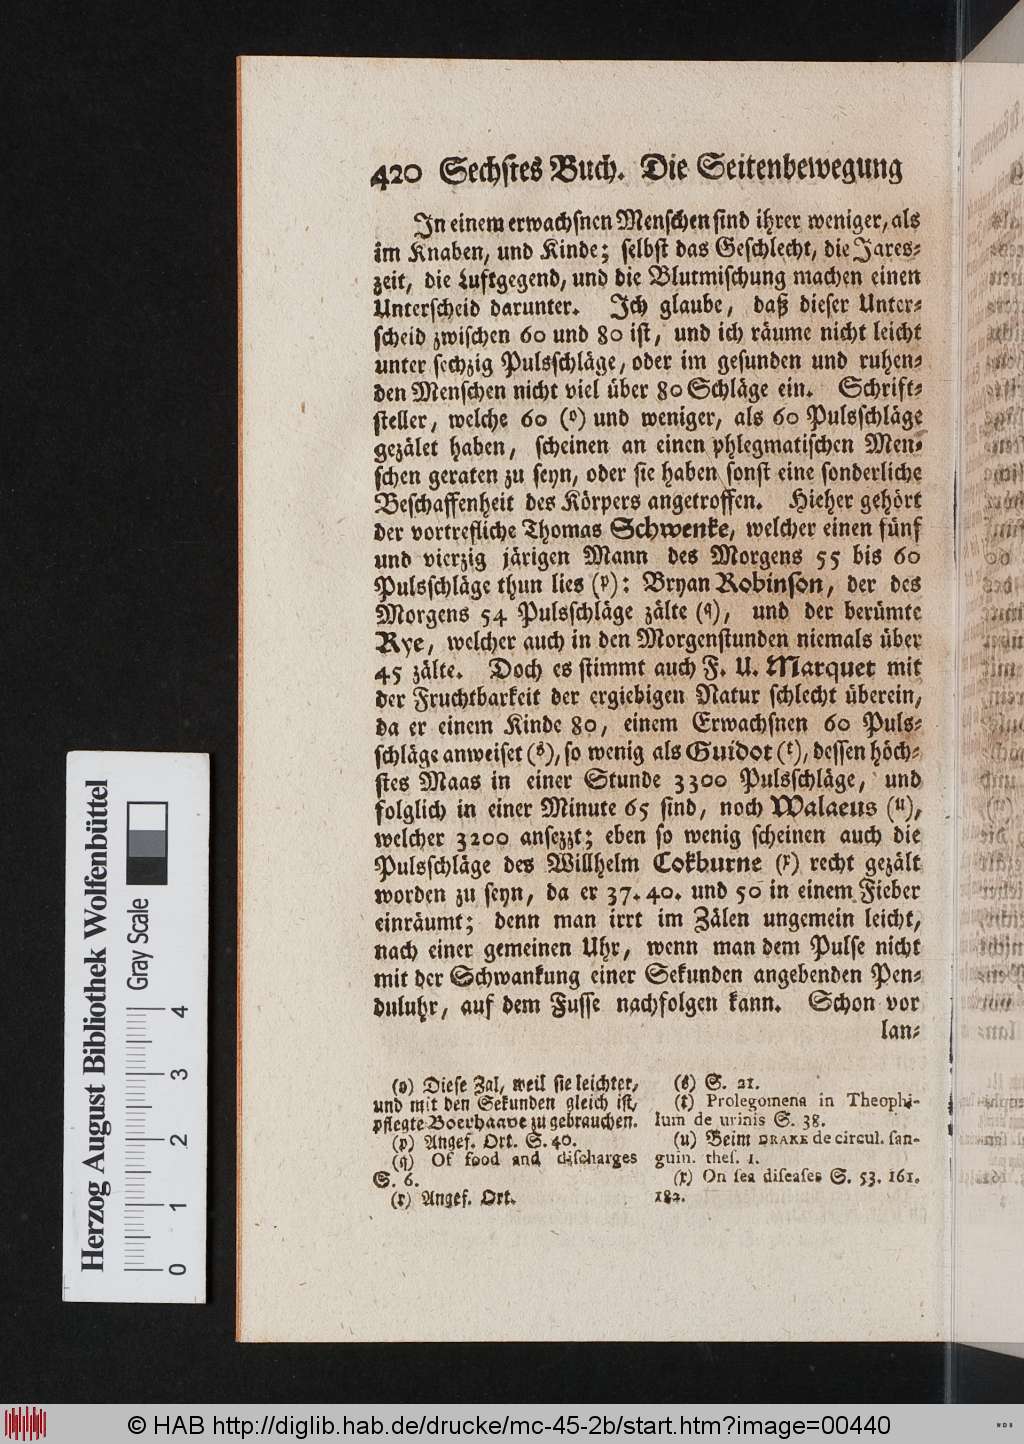 420 Sechstes Buch. Die Seitenbewegung
In einem erwachsnen Menschen sind ihrer weniger, als
im Knaben, und Kinde; selbst das Geschlecht, die Jares-
zeit, die Luftgegend, und die Blutmischung machen einen
Unterscheid darunter. Ich glaube, daß dieser Unter-
scheid zwischen 60 und 80 ist, und ich räume nicht leicht
unter sechzig Pulsschläge, oder im gesunden und ruhen-
den Menschen nicht viel über 80 Schläge ein. Schrift-
steller, welche 60 (o) und weniger, als 60 Pulsschläge
gezälet haben, scheinen an einen phlegmatischen Men-
schen geraten zu seyn, oder sie haben sonst eine sonderliche
Beschaffenheit des Körpers angetroffen. Hieher gehört
der vortrefliche Thomas Schwenke, welcher einen fünf
und vierzig järigen Mann des Morgens 55 bis 60
Pulsschläge thun lies (p): Bryan Robinson, der des
Morgens 54 Pulsschläge zälte (q), und der berümte
Rye, welcher auch in den Morgenstunden niemals über
45 zälte. Doch es stimmt auch F. U. Marquet mit
der Fruchtbarkeit der ergiebigen Natur schlecht überein,
da er einem Kinde 80, einem Erwachsnen 60 Puls-
schläge anweiset (s), so wenig als Guidot (t), dessen höch-
stes Maas in einer Stunde 3300 Pulsschläge, und
folglich in einer Minute 65 sind, noch Walaeus (u),
welcher 3200 ansezzt; eben so wenig scheinen auch die
Pulsschläge des Willhelm Cokburne (x) recht gezält
worden zu seyn, da er 37. 40. und 50 in einem Fieber
einräumt; denn man irrt im Zälen ungemein leicht,
nach einer gemeinen Uhr, wenn man dem Pulse nicht
mit der Schwankung einer Sekunden angebenden Pen-
duluhr, auf dem Fusse nachfolgen kann. Schon vor
lan-
(o) Diese Zal, weil sie leichter,
und mit den Sekunden gleich ist,
pflegte Boerhaave zu gebrauchen.
(p) Angef. Ort. S. 40.
(q) Of food and discharges
S. 6.
(r) Angef. Ort.
(s) S. 21.
(t) Prolegomena in Theophi-
lum de urinis S. 38.
(u) Beim DRAKE de circul. san-
guin. thes. 1.
(x) On sea diseases S. 53. 161.
182.
Herzog August Bibliothek Wolfenbüttel
Gray Scale
0 1 2 3 4
© HAB http://diglib.hab.de/drucke/mc-45-2b/start.htm?image=00440